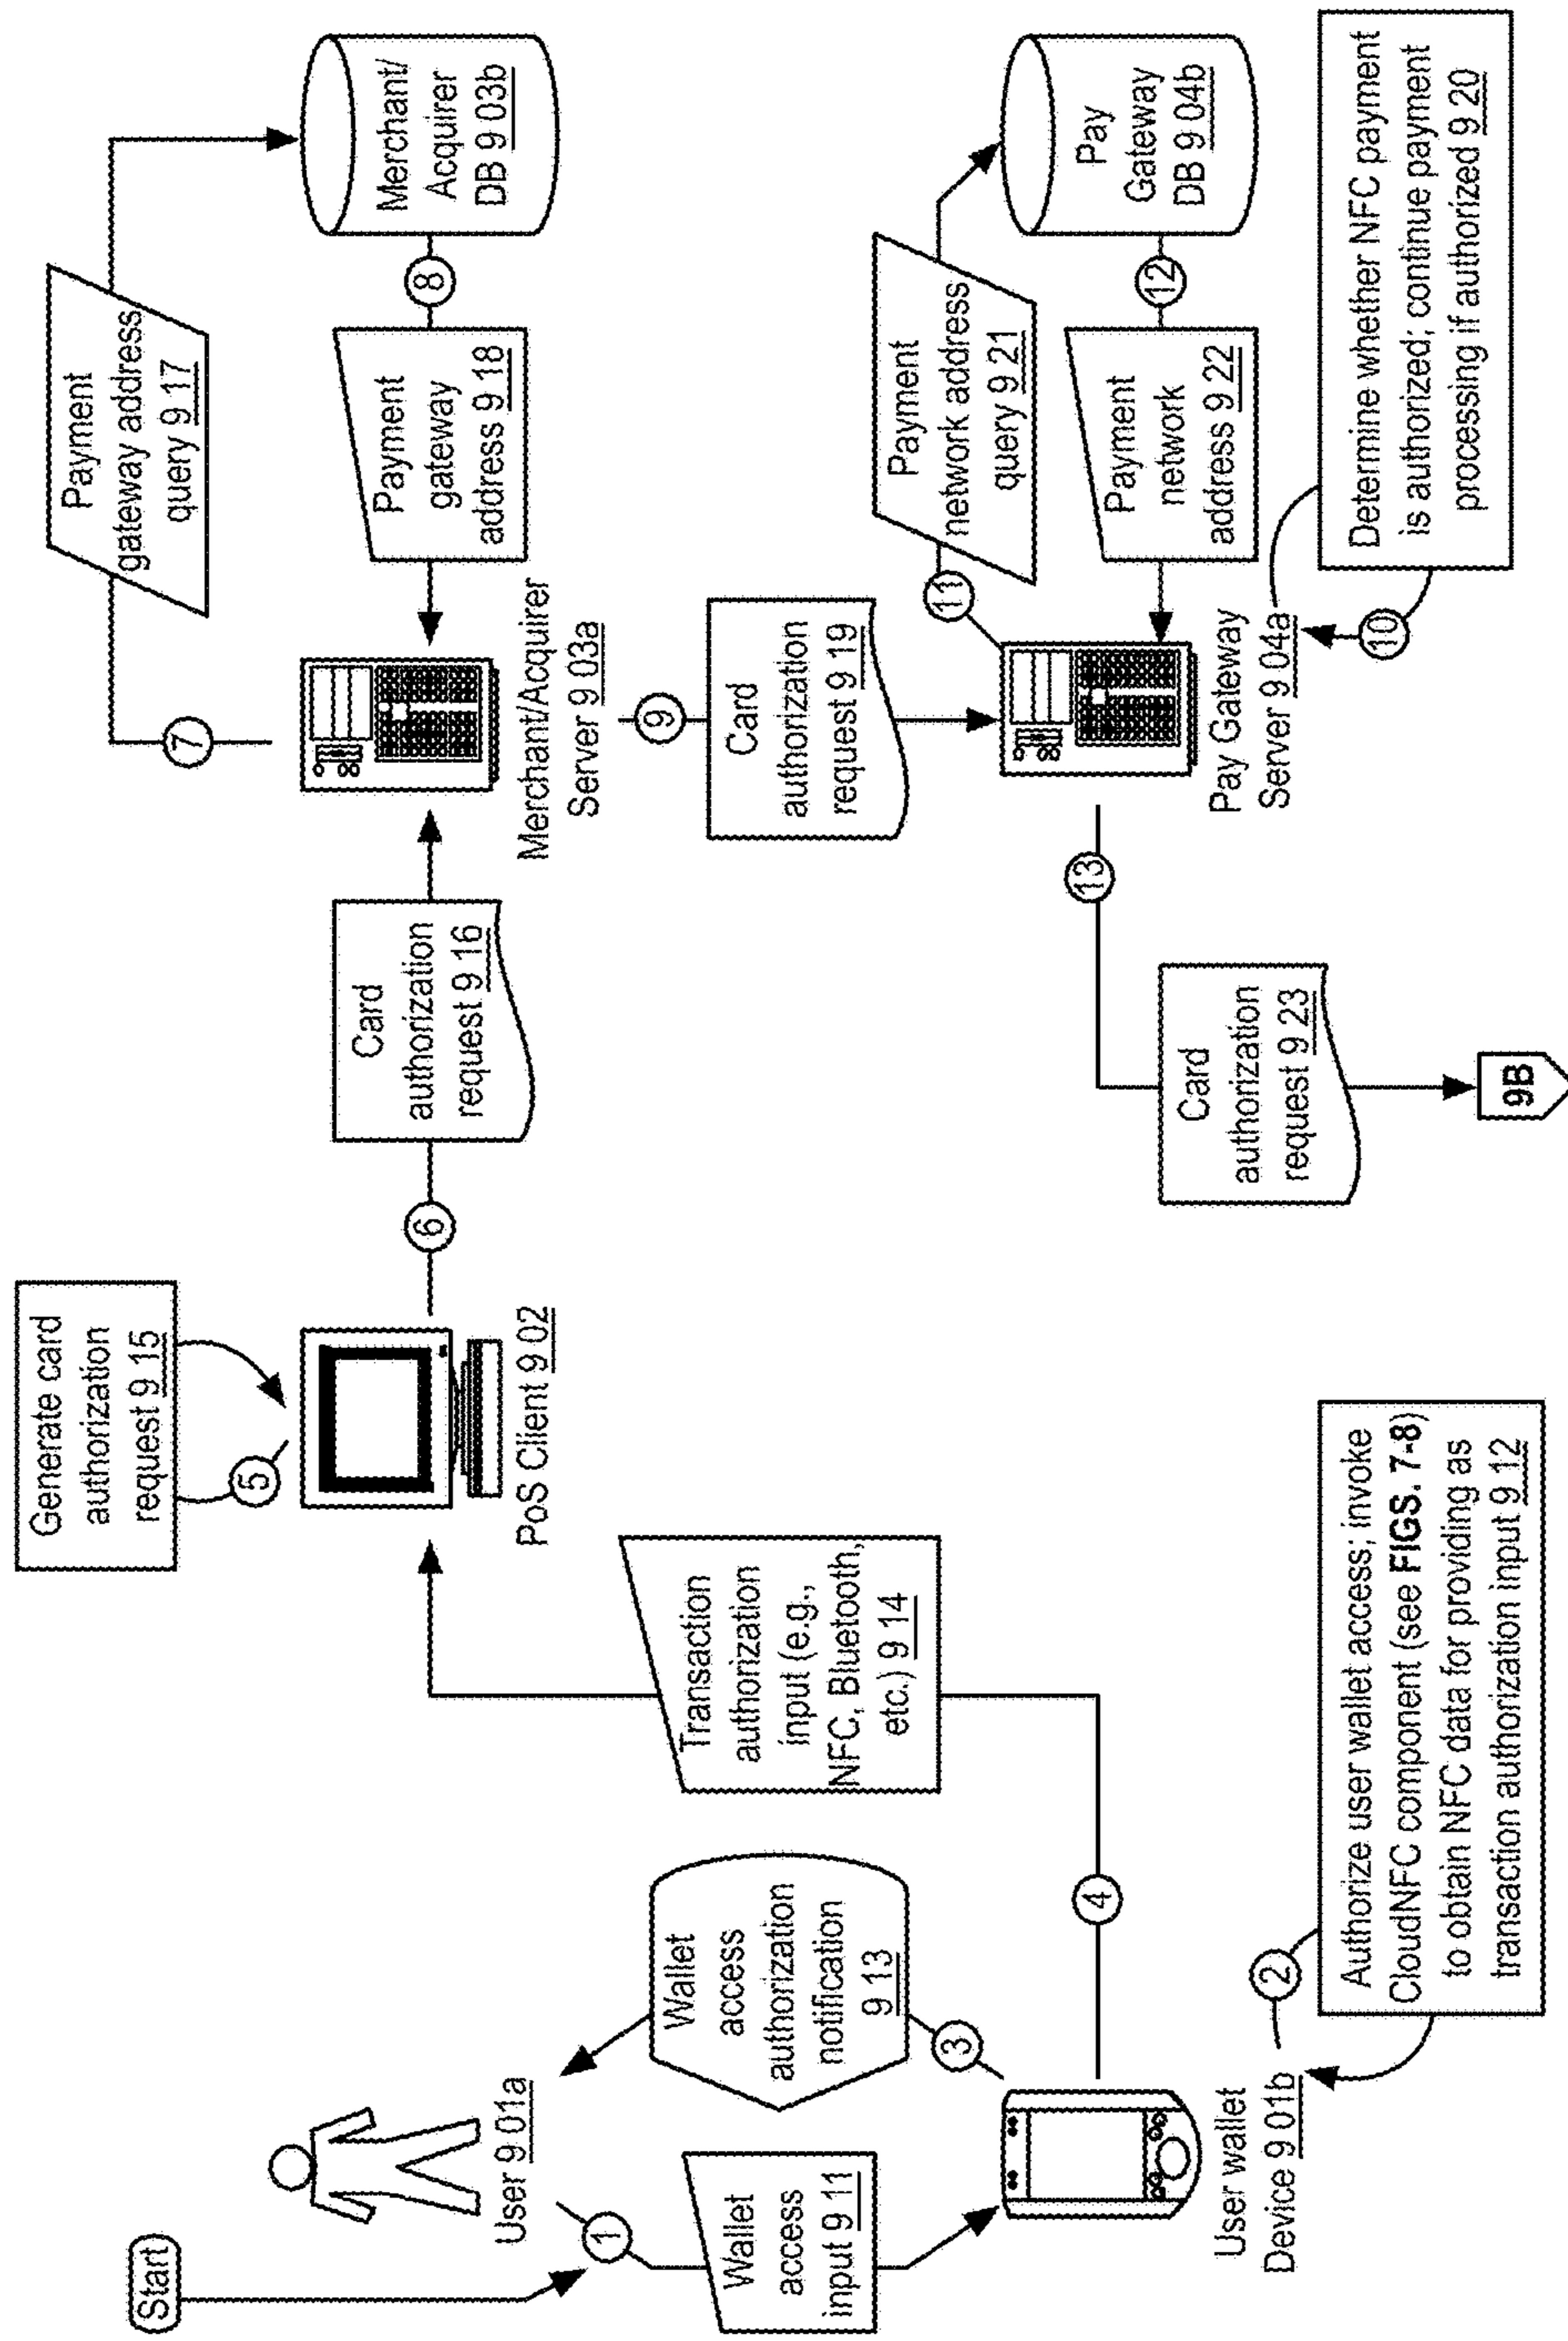 Start
User 9 01a
1
Wallet
access
input 9 11
User wallet
Device 9 01b
2
Authorize user wallet access; invoke
CloudNFC component (see FIGS. 7-8)
to obtain NFC data for providing as
transaction authorization input 9 12
3
Wallet
access
authorization
notification
9 13
4
Transaction
authorization
input (e.g.,
NFC, Bluetooth,
etc.) 9 14
PoS Client 9 02
5
Generate card
authorization
request 9 15
6
Card
authorization
request 9 16
Merchant/Acquirer
Server 9 03a
7
Payment
gateway address
query 9 17
Merchant/
Acquirer
DB 9 03b
8
Payment
gateway
address 9 18
9
Card
authorization
request 9 19
Pay Gateway
Server 9 04a
10
Determine whether NFC payment
is authorized; continue payment
processing if authorized 9 20
11
Payment
network address
query 9 21
Pay
Gateway
DB 9 04b
12
Payment
network
address 9 22
13
Card
authorization
request 9 23
9B